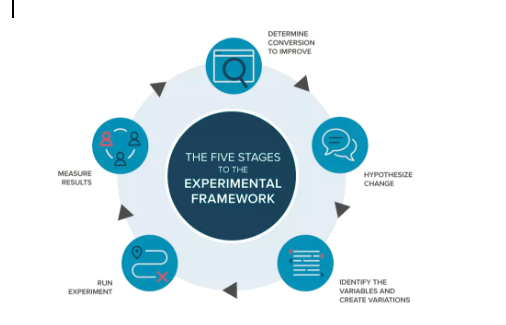 DETERMINE
CONVERSION
TO IMPROVE
THE FIVE STAGES
TO THE
EXPERIMENTAL
FRAMEWORK
HYPOTHESIZE
CHANGE
IDENTIFY THE
VARIABLES AND
CREATE VARIATIONS
RUN
EXPERIMENT
MEASURE
RESULTS